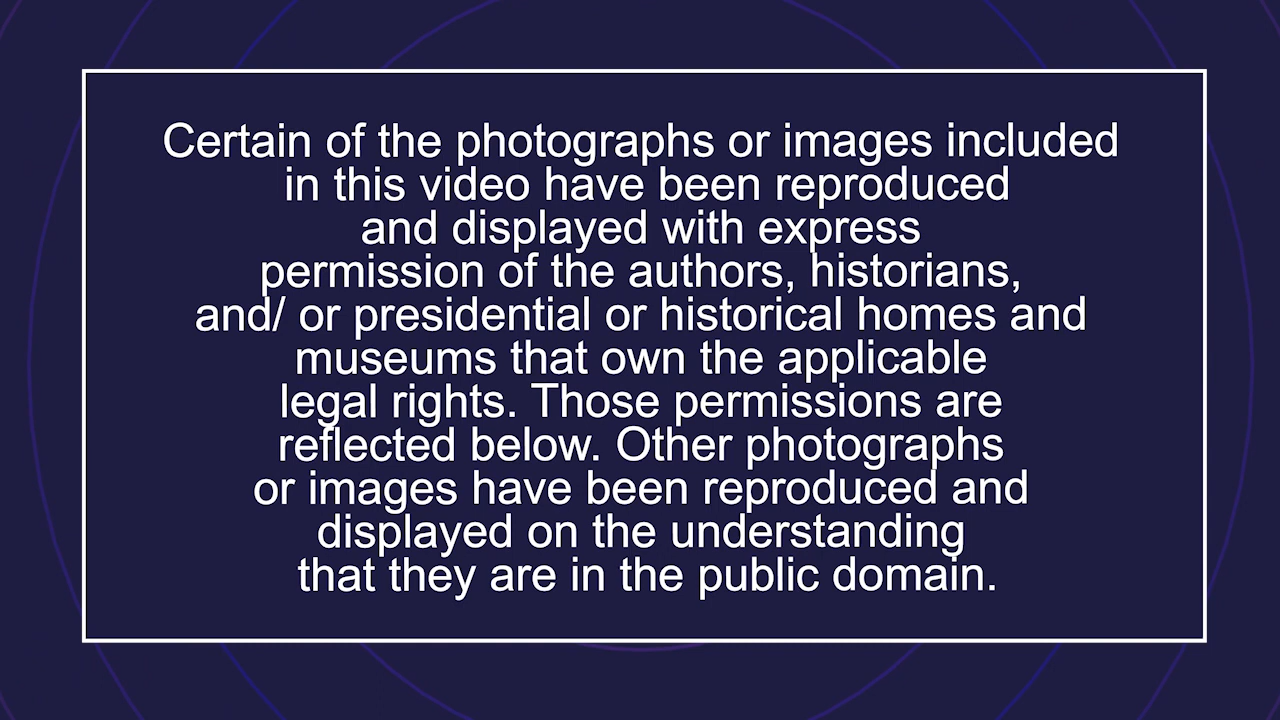 Certain of the photographs or images included
in this video have been reproduced
and displayed with express
permission of the authors, historians,
and/ or presidential or historical homes and
museums that own the applicable
legal rights. Those permissions are
reflected below. Other photographs
or images have been reproduced and
displayed on the understanding
that they are in the public domain.